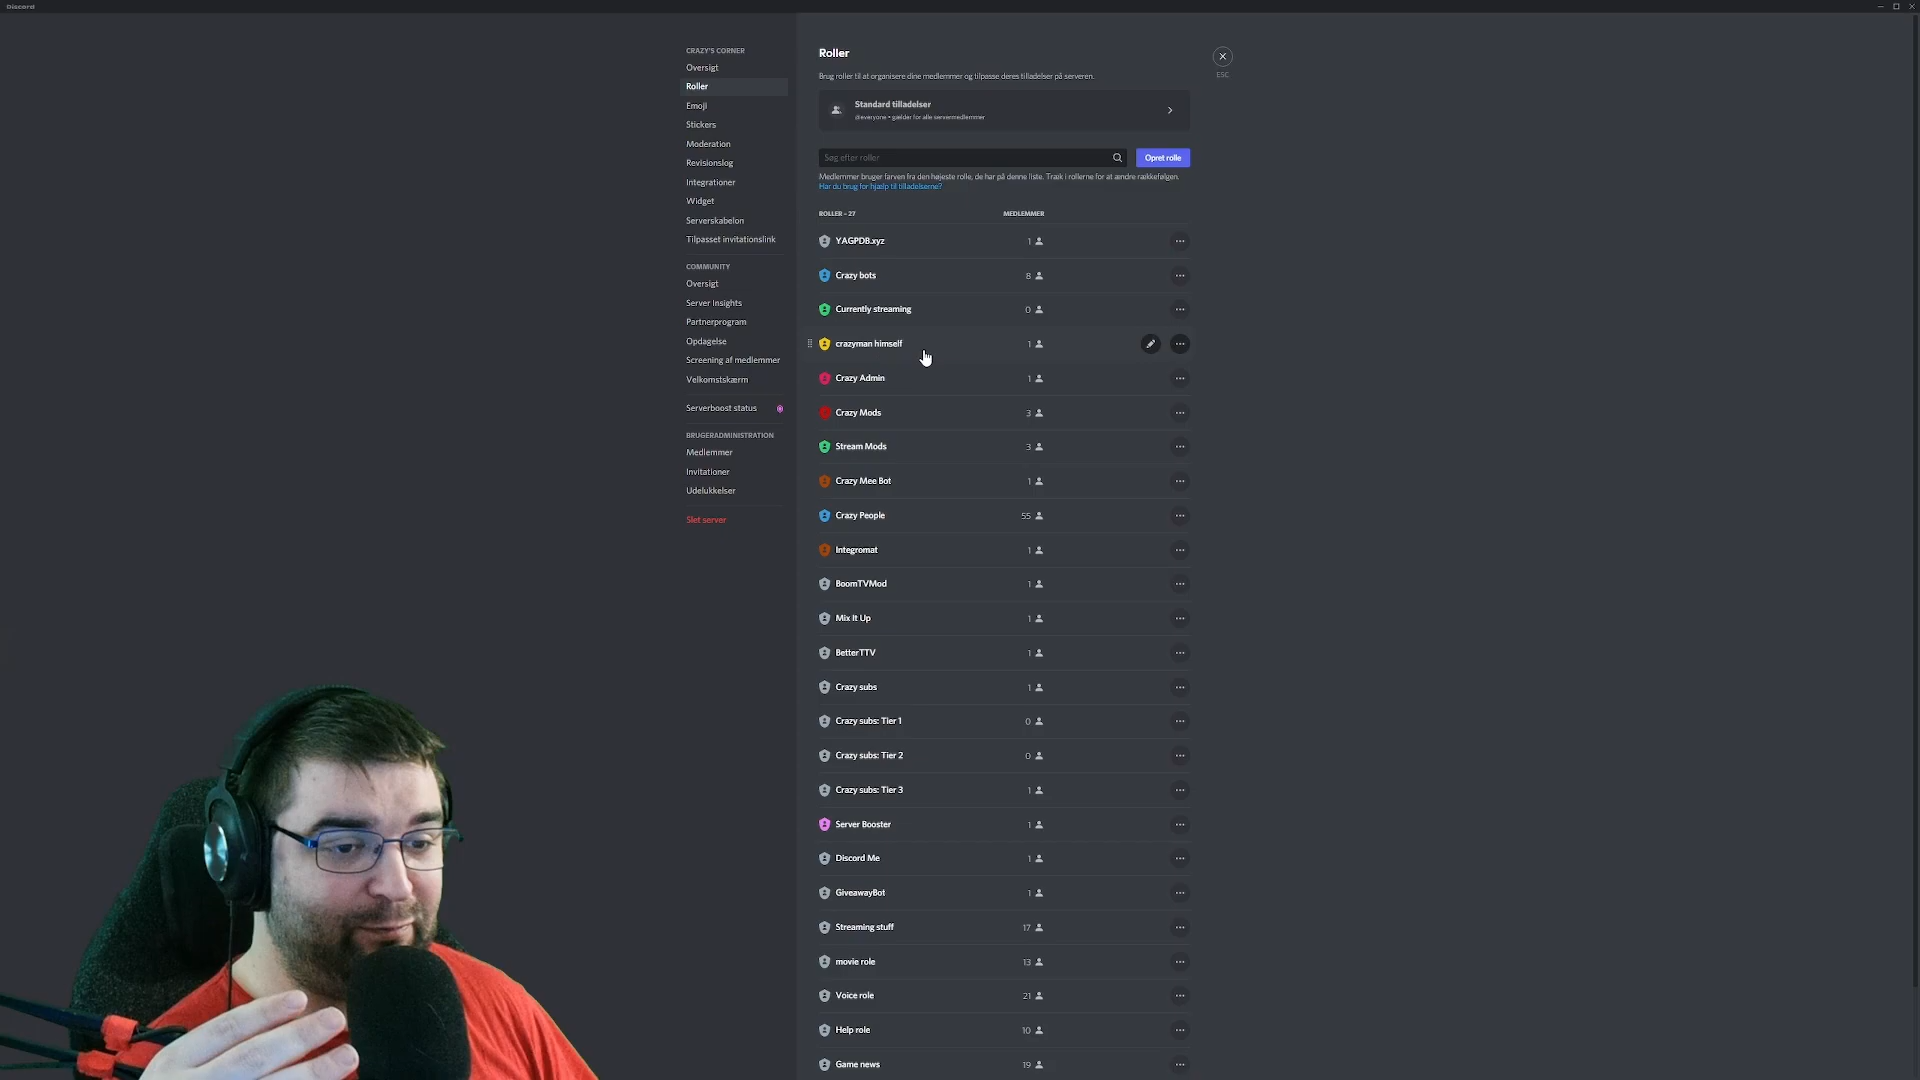 Discord
CRAZY'S CORNER
Oversigt
Roller
Emoji
Stickers
Moderation
Revisionslog
Integrationer
Widget
Serverskabelon
Tilpasset invitationslink
COMMUNITY
Oversigt
Server Insights
Partnerprogram
Opdagelse
Screening af medlemmer
Velkomstskærm
Serverboost status
BRUGERADMINISTRATION
Medlemmer
Invitationer
Udelukkelser
Slet server
Roller
Brug roller til at organisere dine medlemmer og tilpasse deres tilladelser på serveren.
ESC
Standard tilladelser
@everyone • gælder for alle servermedlemmer
Søg efter roller
Opret rolle
Medlemmer bruger farven fra den højeste rolle, de har på denne liste. Træk i rollerne for at ændre rækkefølgen.
Har du brug for hjælp til tilladelserne?
ROLLER – 27 MEDLEMMER
YAGPDB.xyz 1
Crazy bots 8
Currently streaming 0
crazyman himself 1
Crazy Admin 1
Crazy Mods 3
Stream Mods 3
Crazy Mee Bot 1
Crazy People 55
Integromat 1
BoomTVMod 1
Mix It Up 1
BetterTTV 1
Crazy subs 1
Crazy subs: Tier 1 0
Crazy subs: Tier 2 0
Crazy subs: Tier 3 1
Server Booster 1
Discord Me 1
GiveawayBot 1
Streaming stuff 17
movie role 13
Voice role 21
Help role 10
Game news 19